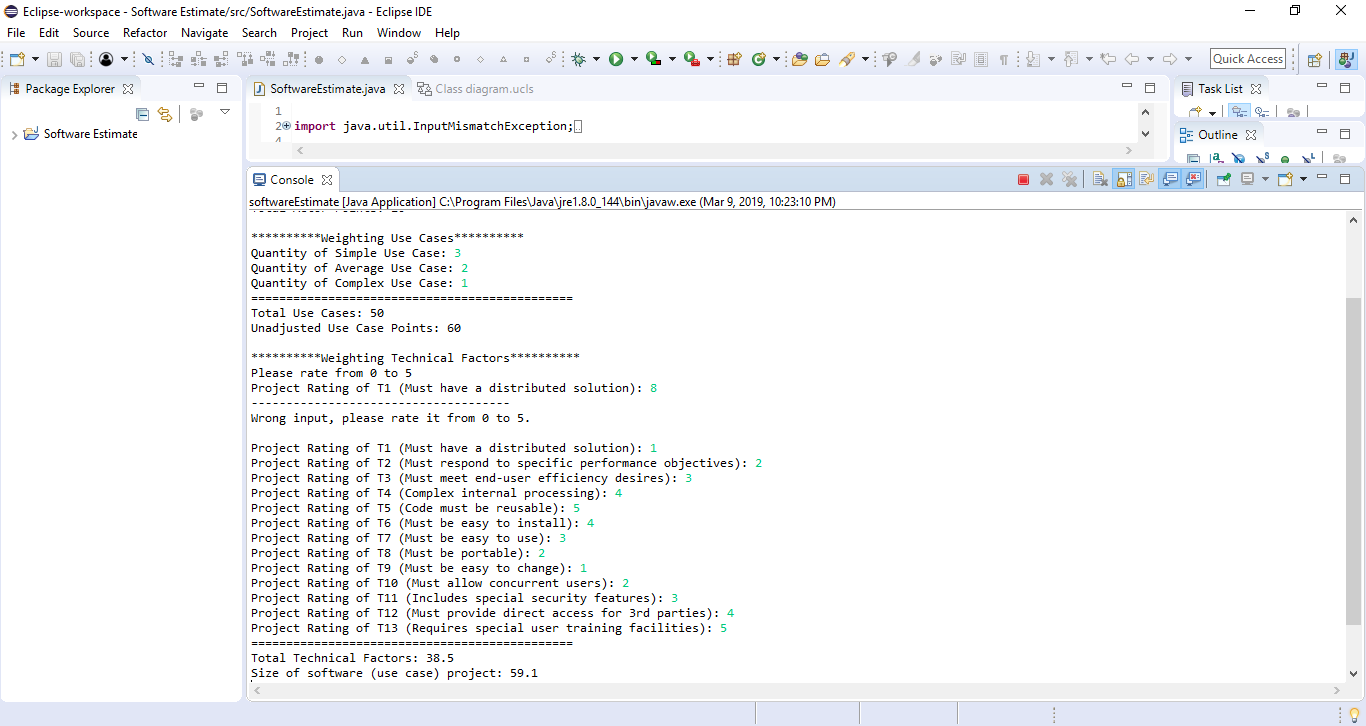 Eclipse-workspace - Software Estimate/src/SoftwareEstimate.java - Eclipse IDE
File Edit Source Refactor Navigate Search Project Run Window Help
Quick Access
Package Explorer
SoftwareEstimate.java
Class diagram.ucls
Task List
1
2 import java.util.InputMismatchException;
Software Estimate
Outline
Console
softwareEstimate [Java Application] C:\Program Files\Java\jre1.8.0_144\bin\javaw.exe (Mar 9, 2019, 10:23:10 PM)
**********Weighting Use Cases**********
Quantity of Simple Use Case: 3
Quantity of Average Use Case: 2
Quantity of Complex Use Case: 1
==============================================
Total Use Cases: 50
Unadjusted Use Case Points: 60
**********Weighting Technical Factors**********
Please rate from 0 to 5
Project Rating of T1 (Must have a distributed solution): 8
-------------------------------------
Wrong input, please rate it from 0 to 5.
Project Rating of T1 (Must have a distributed solution): 1
Project Rating of T2 (Must respond to specific performance objectives): 2
Project Rating of T3 (Must meet end-user efficiency desires): 3
Project Rating of T4 (Complex internal processing): 4
Project Rating of T5 (Code must be reusable): 5
Project Rating of T6 (Must be easy to install): 4
Project Rating of T7 (Must be easy to use): 3
Project Rating of T8 (Must be portable): 2
Project Rating of T9 (Must be easy to change): 1
Project Rating of T10 (Must allow concurrent users): 2
Project Rating of T11 (Includes special security features): 3
Project Rating of T12 (Must provide direct access for 3rd parties): 4
Project Rating of T13 (Requires special user training facilities): 5
==============================================
Total Technical Factors: 38.5
Size of software (use case) project: 59.1